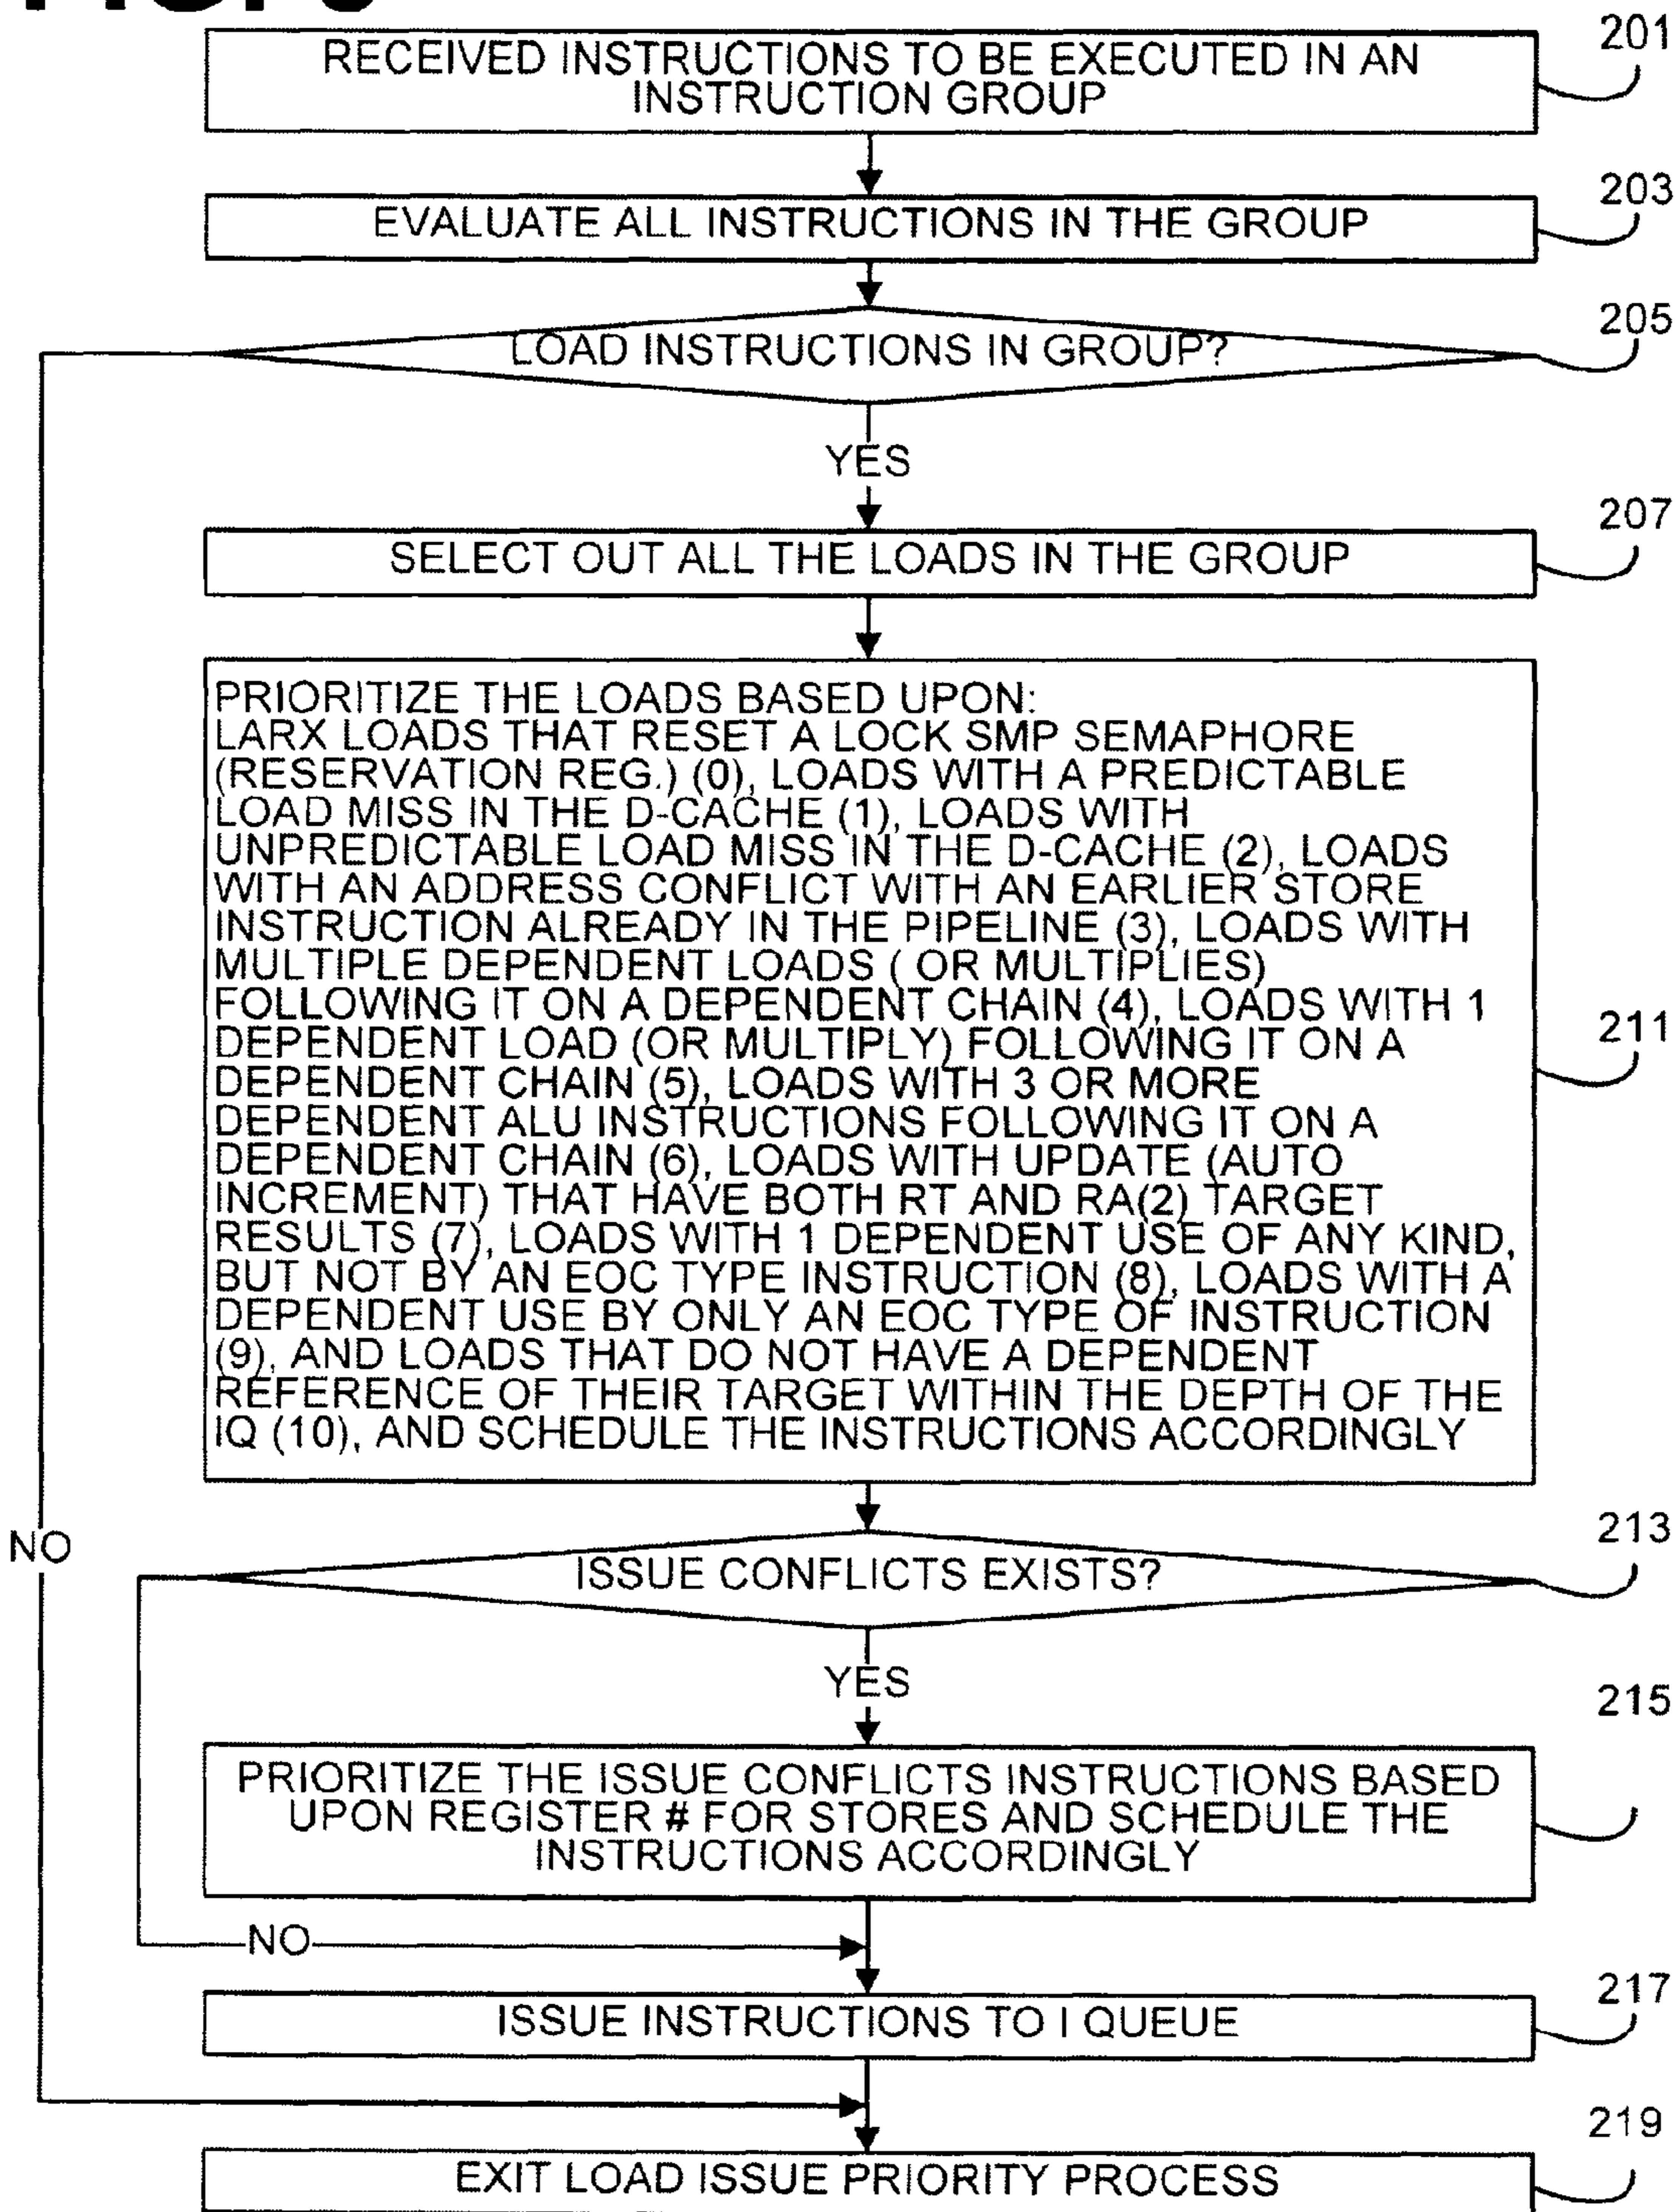 201
RECEIVED INSTRUCTIONS TO BE EXECUTED IN AN
INSTRUCTION GROUP
203
EVALUATE ALL INSTRUCTIONS IN THE GROUP
205
LOAD INSTRUCTIONS IN GROUP?
YES
207
SELECT OUT ALL THE LOADS IN THE GROUP
PRIORITIZE THE LOADS BASED UPON:
LARX LOADS THAT RESET A LOCK SMP SEMAPHORE
(RESERVATION REG.) (0), LOADS WITH A PREDICTABLE
LOAD MISS IN THE D-CACHE (1), LOADS WITH
UNPREDICTABLE LOAD MISS IN THE D-CACHE (2), LOADS
WITH AN ADDRESS CONFLICT WITH AN EARLIER STORE
INSTRUCTION ALREADY IN THE PIPELINE (3), LOADS WITH
MULTIPLE DEPENDENT LOADS ( OR MULTIPLIES)
FOLLOWING IT ON A DEPENDENT CHAIN (4), LOADS WITH 1
DEPENDENT LOAD (OR MULTIPLY) FOLLOWING IT ON A
DEPENDENT CHAIN (5), LOADS WITH 3 OR MORE
DEPENDENT ALU INSTRUCTIONS FOLLOWING IT ON A
DEPENDENT CHAIN (6), LOADS WITH UPDATE (AUTO
INCREMENT) THAT HAVE BOTH RT AND RA(2) TARGET
RESULTS (7), LOADS WITH 1 DEPENDENT USE OF ANY KIND,
BUT NOT BY AN EOC TYPE INSTRUCTION (8), LOADS WITH A
DEPENDENT USE BY ONLY AN EOC TYPE OF INSTRUCTION
(9), AND LOADS THAT DO NOT HAVE A DEPENDENT
REFERENCE OF THEIR TARGET WITHIN THE DEPTH OF THE
IQ (10), AND SCHEDULE THE INSTRUCTIONS ACCORDINGLY
211
NO
213
ISSUE CONFLICTS EXISTS?
YES
215
PRIORITIZE THE ISSUE CONFLICTS INSTRUCTIONS BASED
UPON REGISTER # FOR STORES AND SCHEDULE THE
INSTRUCTIONS ACCORDINGLY
NO
217
ISSUE INSTRUCTIONS TO I QUEUE
219
EXIT LOAD ISSUE PRIORITY PROCESS